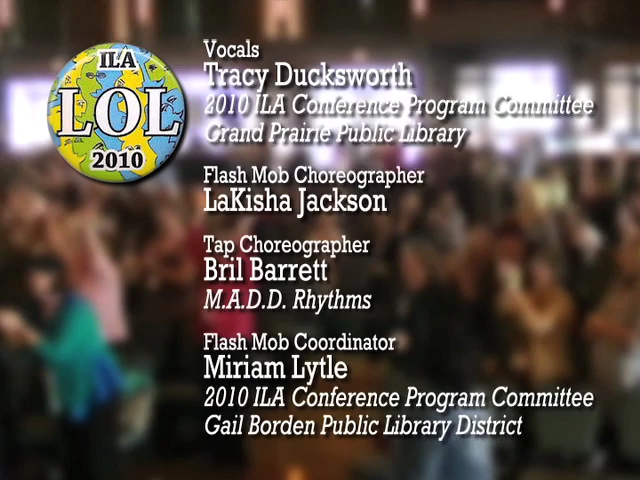 ILA
LOL
2010
Vocals
Tracy Ducksworth
2010 ILA Conference Program Committee
Grand Prairie Public Library
Flash Mob Choreographer
LaKisha Jackson
Tap Choreographer
Bril Barrett
M.A.D.D. Rhythms
Flash Mob Coordinator
Miriam Lytle
2010 ILA Conference Program Committee
Gail Borden Public Library District